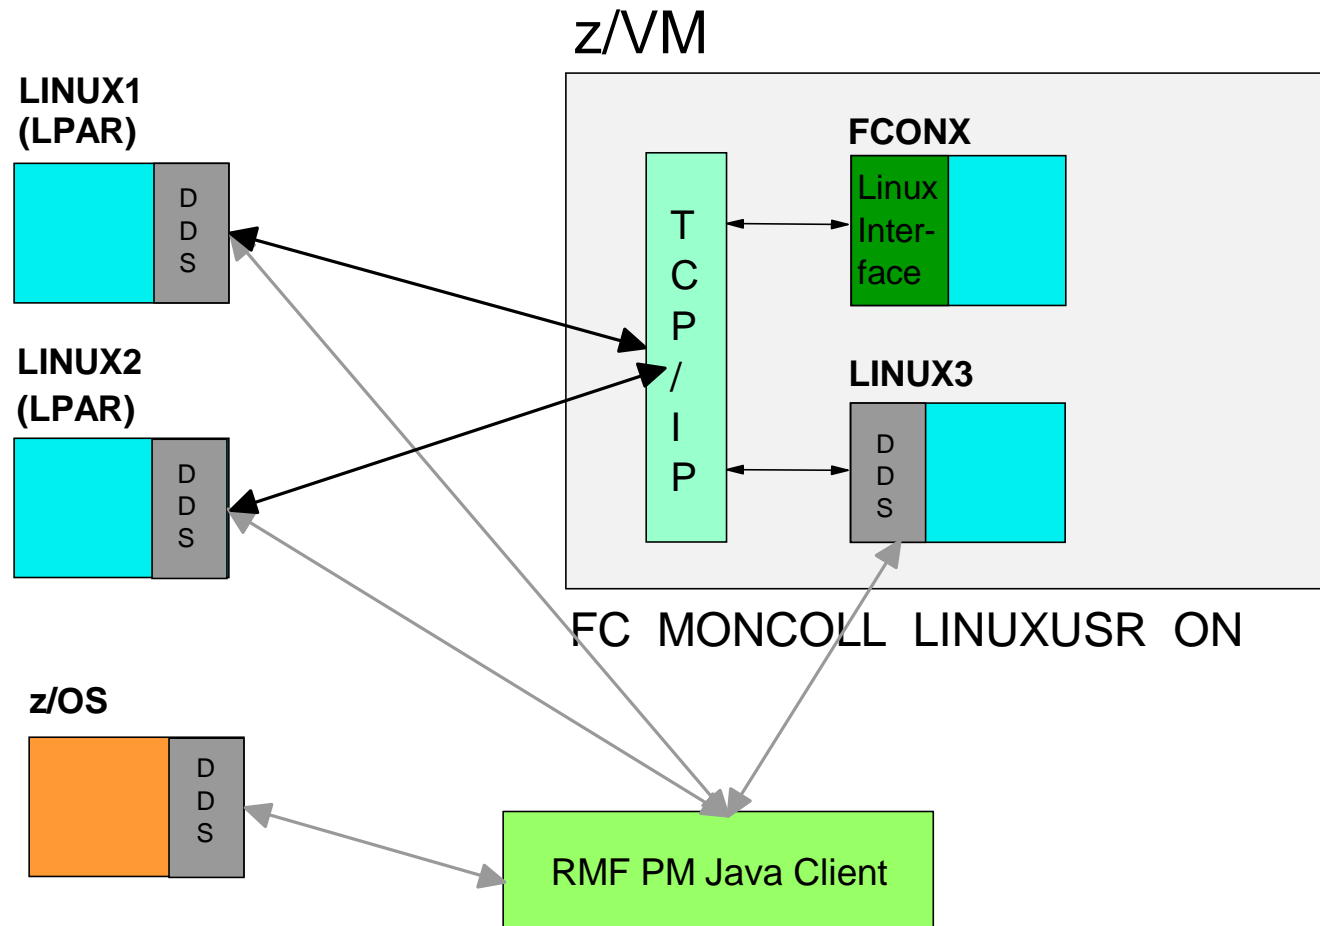 z/VM
LINUX1
(LPAR)
D
D
S
FCONX
Linux
Inter-
face
T
C
P
/
I
P
LINUX2
(LPAR)
D
D
S
LINUX3
D
D
S
FC MONCOLL LINUXUSR ON
z/OS
D
D
S
RMF PM Java Client